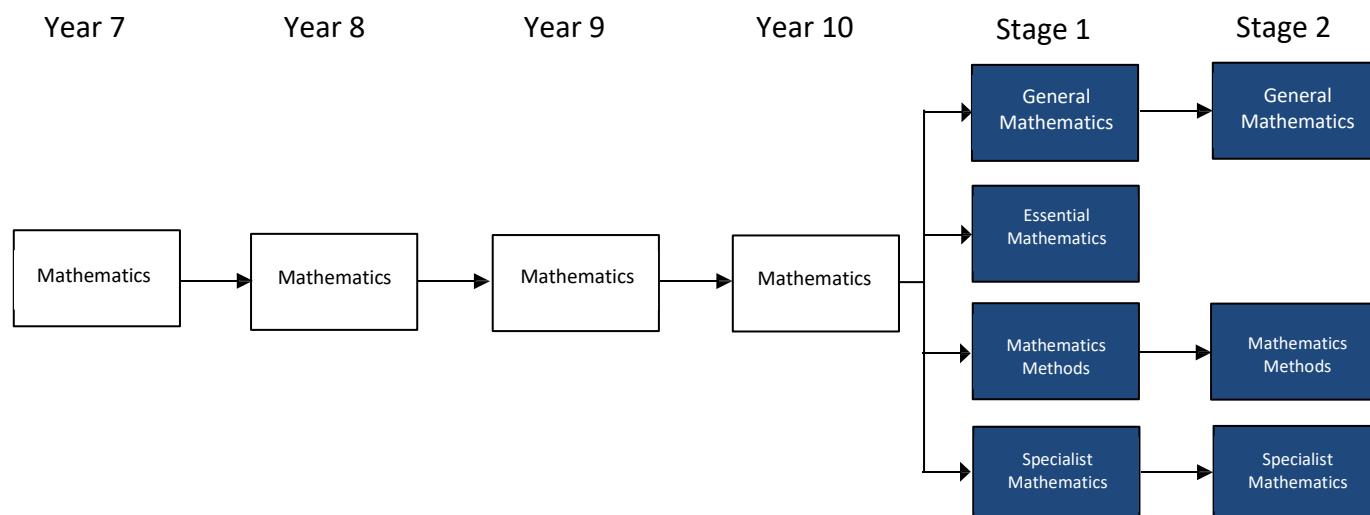 Year 7 Year 8 Year 9 Year 10 Stage 1 Stage 2
General
Mathematics
General
Mathematics
Essential
Mathematics
Mathematics
Mathematics
Mathematics
Mathematics
Mathematics
Methods
Mathematics
Methods
Specialist
Mathematics
Specialist
Mathematics